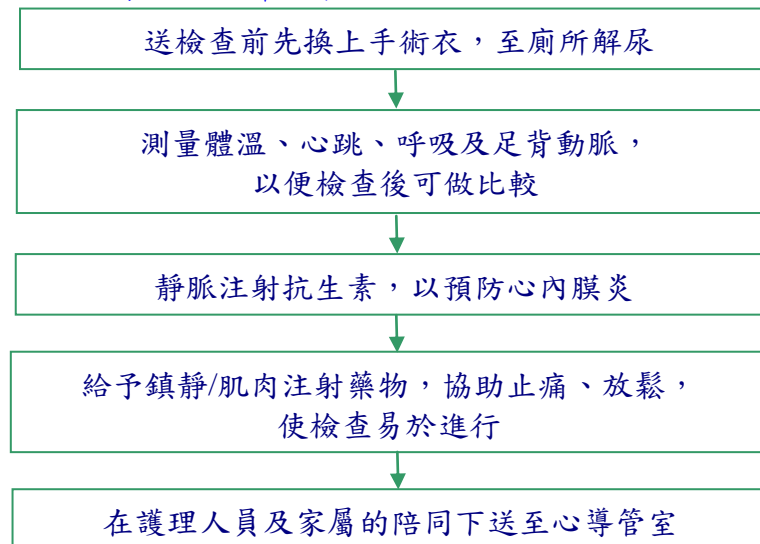 送檢查前先換上手術衣，至廁所解尿
測量體溫、心跳、呼吸及足背動脈，
以便檢查後可做比較
靜脈注射抗生素，以預防心內膜炎
給予鎮靜/肌肉注射藥物，協助止痛、放鬆，
使檢查易於進行
在護理人員及家屬的陪同下送至心導管室